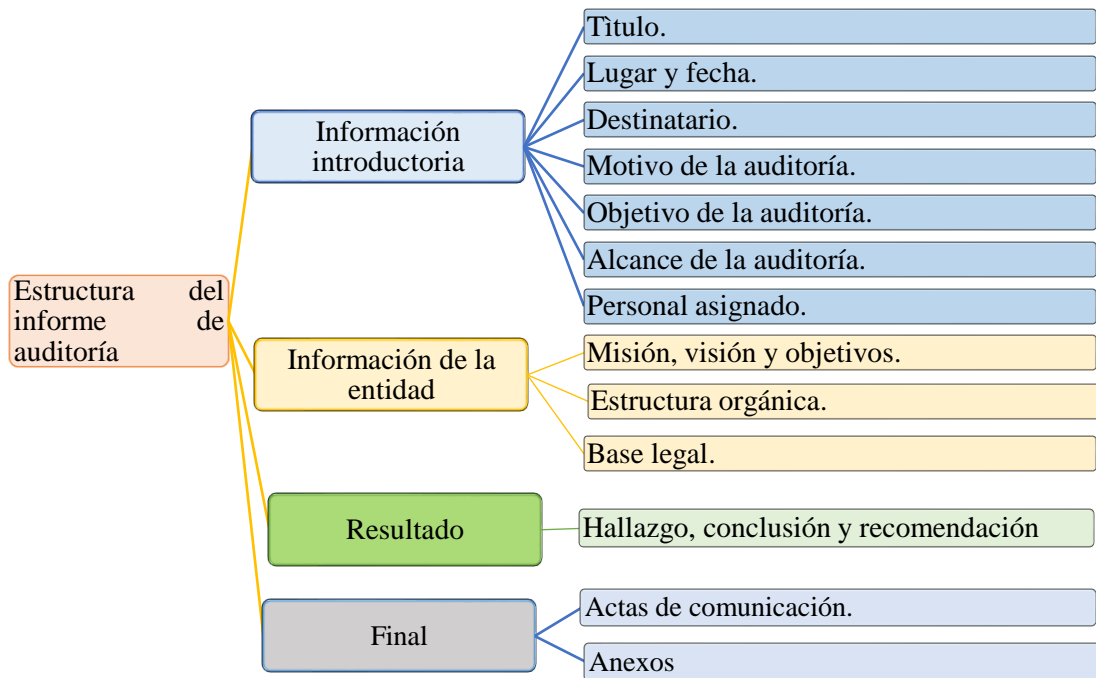 Estructura del
informe de
auditoría
Información
introductoria
Tìtulo.
Lugar y fecha.
Destinatario.
Motivo de la auditoría.
Objetivo de la auditoría.
Alcance de la auditoría.
Personal asignado.
Información de la
entidad
Misión, visión y objetivos.
Estructura orgánica.
Base legal.
Resultado
Hallazgo, conclusión y recomendación
Final
Actas de comunicación.
Anexos